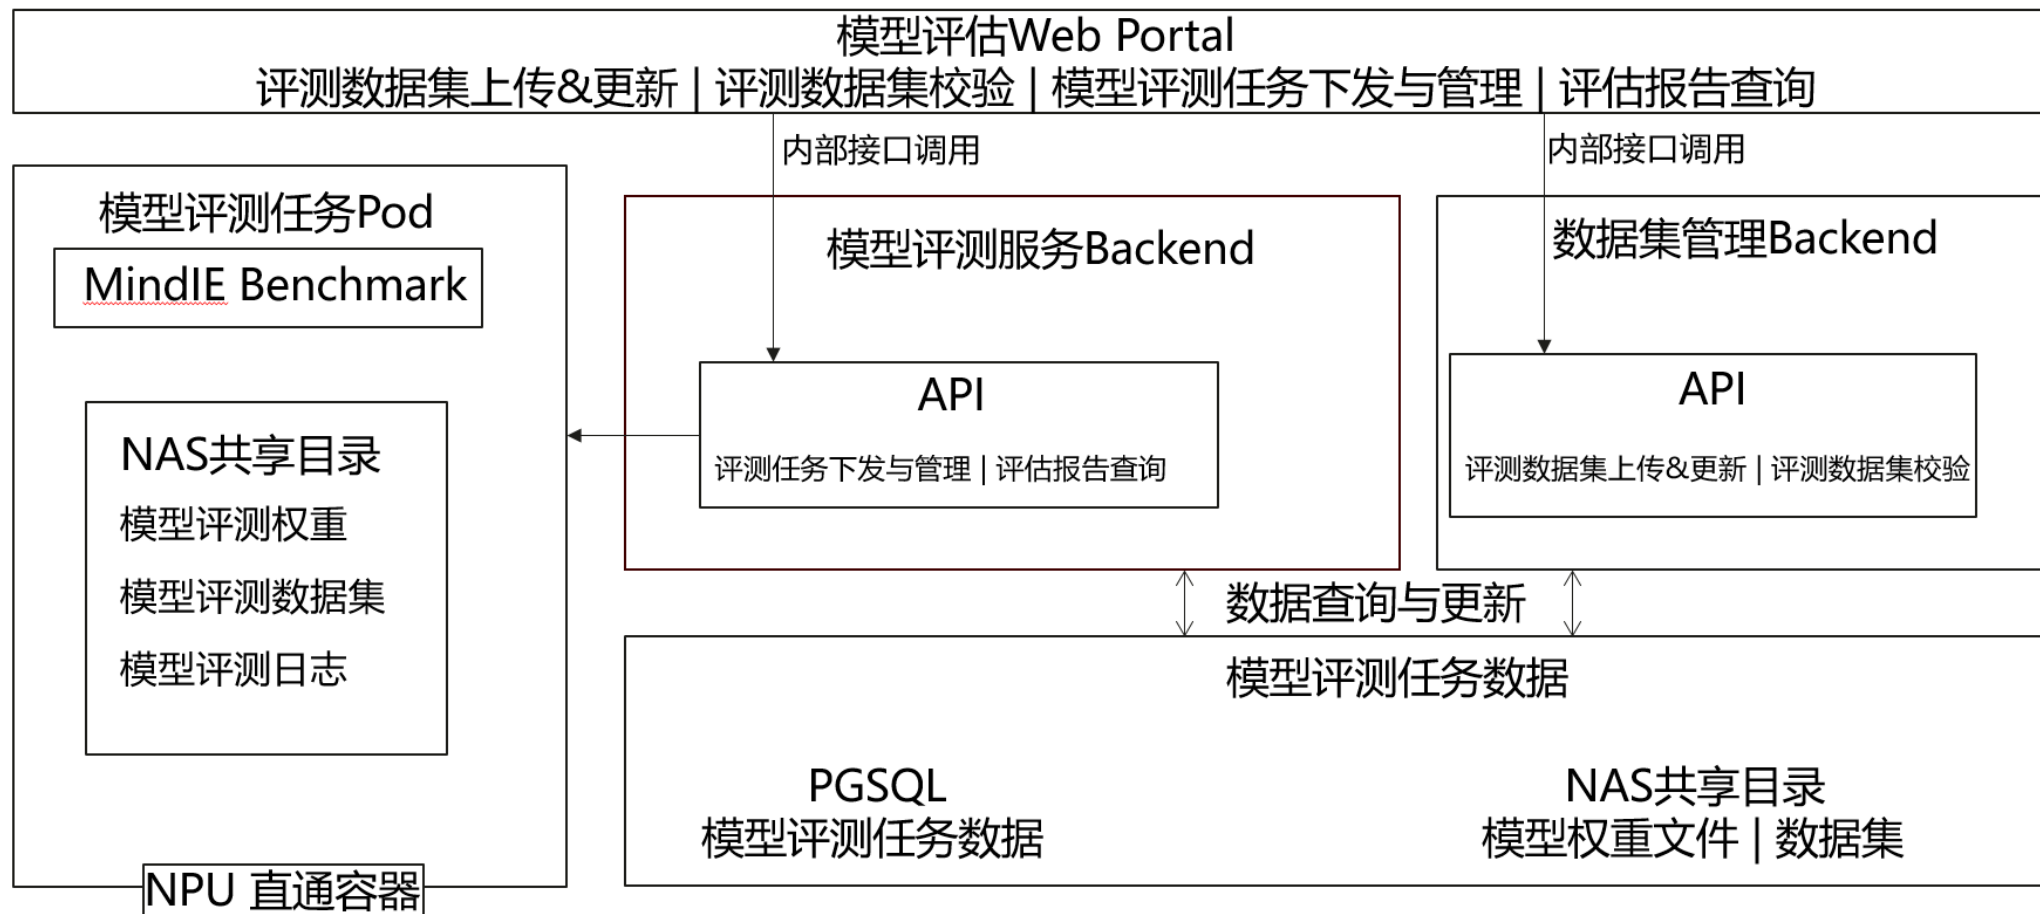 模型评估Web Portal
评测数据集上传&更新 | 评测数据集校验 | 模型评测任务下发与管理 | 评估报告查询
内部接口调用
内部接口调用
模型评测任务Pod
MindIE Benchmark
NAS共享目录
模型评测权重
模型评测数据集
模型评测日志
NPU 直通容器
模型评测服务Backend
API
评测任务下发与管理 | 评估报告查询
数据集管理Backend
API
评测数据集上传&更新 | 评测数据集校验
数据查询与更新
模型评测任务数据
PGSQL
模型评测任务数据
NAS共享目录
模型权重文件 | 数据集